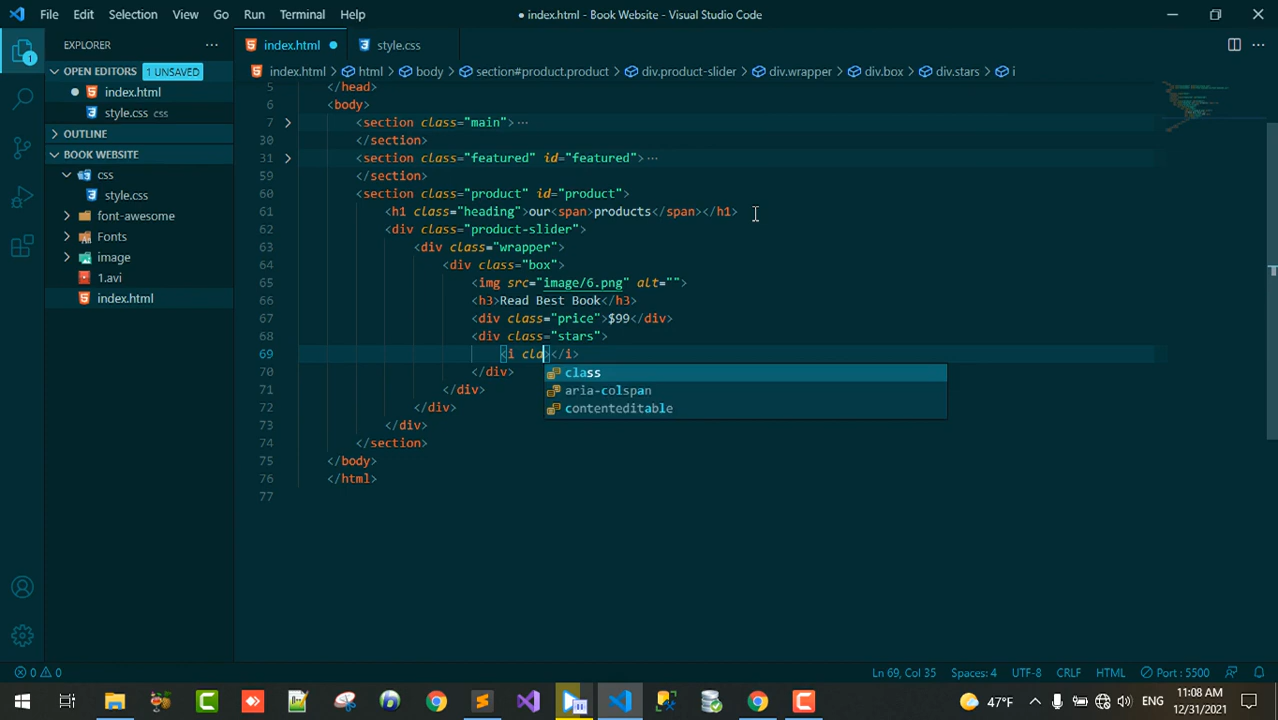 File Edit Selection View Go Run Terminal Help
● index.html - Book Website - Visual Studio Code
EXPLORER ···
OPEN EDITORS 1 UNSAVED
● index.html
style.css css
OUTLINE
BOOK WEBSITE
css
style.css
font-awesome
Fonts
image
1.avi
index.html
1
index.html ● style.css
index.html > html > body > section#product.product > div.product-slider > div.wrapper > div.box > div.stars > i
5 </head>
6 <body>
7 <section class="main"> ···
30 </section>
31 <section class="featured" id="featured"> ···
59 </section>
60 <section class="product" id="product">
61 <h1 class="heading">our<span>products</span></h1>
62 <div class="product-slider">
63 <div class="wrapper">
64 <div class="box">
65 <img src="image/6.png" alt="">
66 <h3>Read Best Book</h3>
67 <div class="price">$99</div>
68 <div class="stars">
69 <i cla></i>
70 </div>
71 </div>
72 </div>
73 </div>
74 </section>
75 </body>
76 </html>
77
class
aria-colspan
contenteditable
0 0 Ln 69, Col 35 Spaces: 4 UTF-8 CRLF HTML Port : 5500
47°F ENG 11:08 AM
12/31/2021